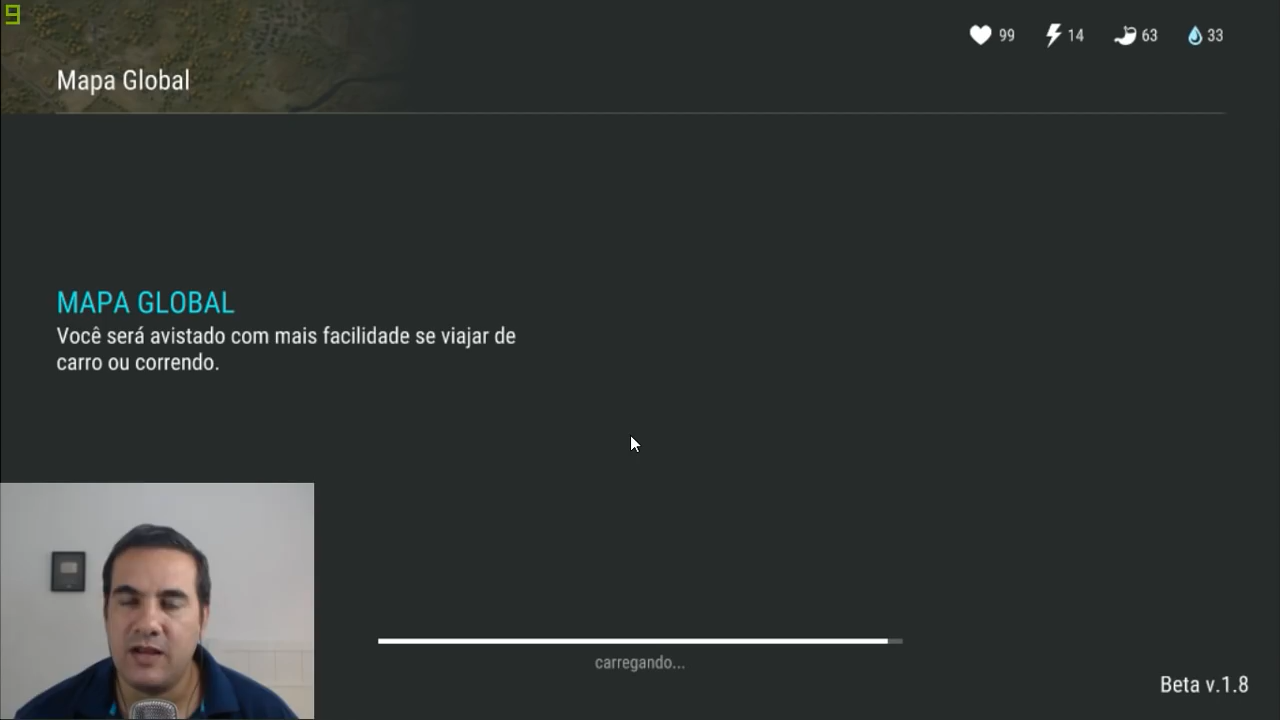 9
99 14 63 33
Mapa Global
MAPA GLOBAL
Você será avistado com mais facilidade se viajar de
carro ou correndo.
carregando...
Beta v.1.8